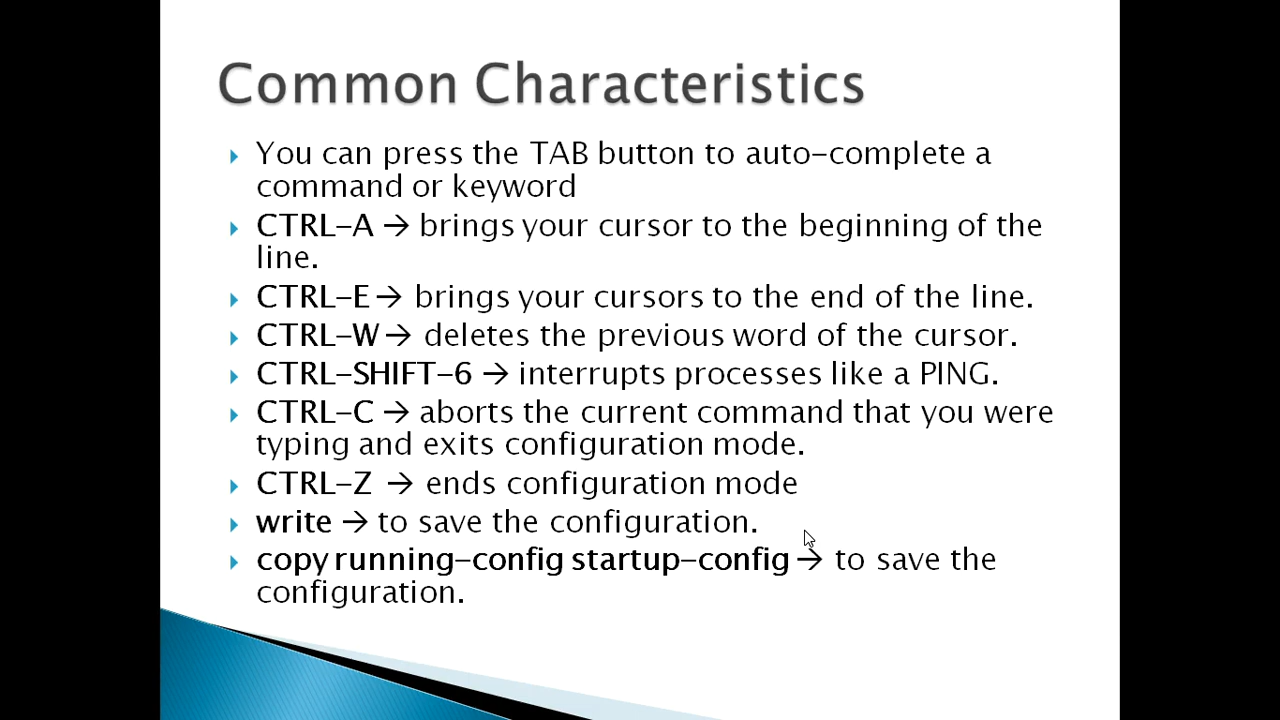 Common Characteristics
You can press the TAB button to auto-complete a
command or keyword
CTRL-A → brings your cursor to the beginning of the
line.
CTRL-E → brings your cursors to the end of the line.
CTRL-W → deletes the previous word of the cursor.
CTRL-SHIFT-6 → interrupts processes like a PING.
CTRL-C → aborts the current command that you were
typing and exits configuration mode.
CTRL-Z → ends configuration mode
write → to save the configuration.
copy running-config startup-config → to save the
configuration.